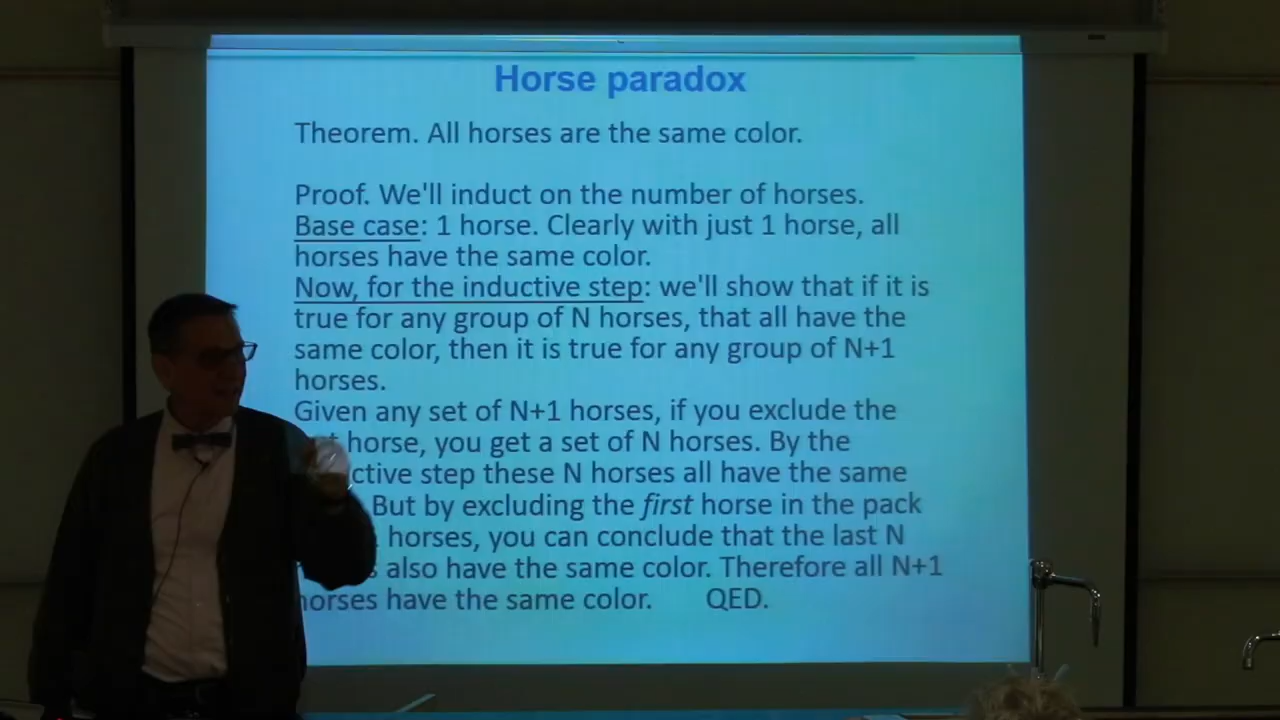 Horse paradox
Theorem. All horses are the same color.
Proof. We'll induct on the number of horses.
Base case: 1 horse. Clearly with just 1 horse, all
horses have the same color.
Now, for the inductive step: we'll show that if it is
true for any group of N horses, that all have the
same color, then it is true for any group of N+1
horses.
Given any set of N+1 horses, if you exclude the
horse, you get a set of N horses. By the
ctive step these N horses all have the same
But by excluding the first horse in the pack
horses, you can conclude that the last N
also have the same color. Therefore all N+1
horses have the same color. QED.